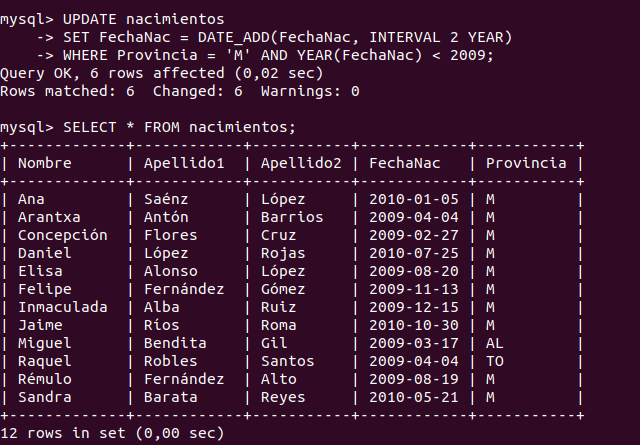 mysql> UPDATE nacimientos
    -> SET FechaNac = DATE_ADD(FechaNac, INTERVAL 2 YEAR)
    -> WHERE Provincia = 'M' AND YEAR(FechaNac) < 2009;
Query OK, 6 rows affected (0,02 sec)
Rows matched: 6  Changed: 6  Warnings: 0

mysql> SELECT * FROM nacimientos;
+-------------+------------+-----------+------------+-----------+
| Nombre      | Apellido1  | Apellido2 | FechaNac   | Provincia |
+-------------+------------+-----------+------------+-----------+
| Ana         | Saénz      | López     | 2010-01-05 | M         |
| Arantxa     | Antón      | Barrios   | 2009-04-04 | M         |
| Concepción  | Flores     | Cruz      | 2009-02-27 | M         |
| Daniel      | López      | Rojas     | 2010-07-25 | M         |
| Elisa       | Alonso     | López     | 2009-08-20 | M         |
| Felipe      | Fernández  | Gómez     | 2009-11-13 | M         |
| Inmaculada  | Alba       | Ruiz      | 2009-12-15 | M         |
| Jaime       | Ríos       | Roma      | 2010-10-30 | M         |
| Miguel      | Bendita    | Gil       | 2009-03-17 | AL        |
| Raquel      | Robles     | Santos    | 2009-04-04 | TO        |
| Rémulo      | Fernández  | Alto      | 2009-08-19 | M         |
| Sandra      | Barata     | Reyes     | 2010-05-21 | M         |
+-------------+------------+-----------+------------+-----------+
12 rows in set (0,00 sec)